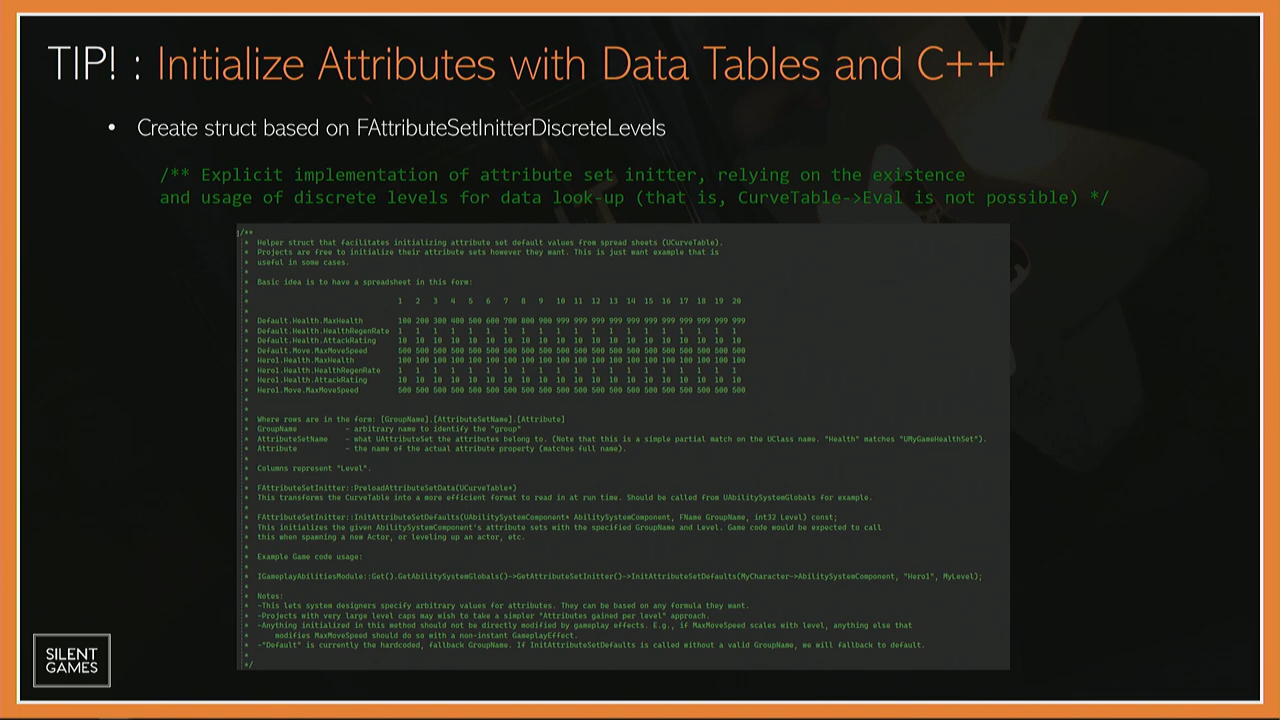 TIP! : Initialize Attributes with Data Tables and C++
• Create struct based on FAttributeSetInitterDiscreteLevels
/** Explicit implementation of attribute set initter, relying on the existence
and usage of discrete levels for data look-up (that is, CurveTable->Eval is not possible) */
/**
* Helper struct that facilitates initializing attribute set default values from spread sheets (UCurveTable).
* Projects are free to initialize their attribute sets however they want. This is just want example that is
* useful in some cases.
*
* Basic idea is to have a spreadsheet in this form:
*
* 1 2 3 4 5 6 7 8 9 10 11 12 13 14 15 16 17 18 19 20
*
* Default.Health.MaxHealth 100 200 300 400 500 600 700 800 900 999 999 999 999 999 999 999 999 999 999 999
* Default.Health.HealthRegenRate 1 1 1 1 1 1 1 1 1 1 1 1 1 1 1 1 1 1 1 1
* Default.Health.AttackRating 10 10 10 10 10 10 10 10 10 10 10 10 10 10 10 10 10 10 10 10
* Default.Move.MaxMoveSpeed 500 500 500 500 500 500 500 500 500 500 500 500 500 500 500 500 500 500 500 500
* Hero1.Health.MaxHealth 100 100 100 100 100 100 100 100 100 100 100 100 100 100 100 100 100 100 100 100
* Hero1.Health.HealthRegenRate 1 1 1 1 1 1 1 1 1 1 1 1 1 1 1 1 1 1 1 1
* Hero1.Health.AttackRating 10 10 10 10 10 10 10 10 10 10 10 10 10 10 10 10 10 10 10 10
* Hero1.Move.MaxMoveSpeed 500 500 500 500 500 500 500 500 500 500 500 500 500 500 500 500 500 500 500 500
*
*
* Where rows are in the form: [GroupName].[AttributeSetName].[Attribute]
* GroupName - arbitrary name to identify the "group"
* AttributeSetName - what UAttributeSet the attributes belong to. (Note that this is a simple partial match on the UClass name. "Health" matches "UMyGameHealthSet").
* Attribute - the name of the actual attribute property (matches full name).
*
* Columns represent "Level".
*
* FAttributeSetInitter::PreloadAttributeSetData(UCurveTable*)
* This transforms the CurveTable into a more efficient format to read in at run time. Should be called from UAbilitySystemGlobals for example.
*
* FAttributeSetInitter::InitAttributeSetDefaults(UAbilitySystemComponent* AbilitySystemComponent, FName GroupName, int32 Level) const;
* This initializes the given AbilitySystemComponent's attribute sets with the specified GroupName and Level. Game code would be expected to call
* this when spawning a new Actor, or leveling up an actor, etc.
*
* Example Game code usage:
*
* IGameplayAbilitiesModule::Get().GetAbilitySystemGlobals()->GetAttributeSetInitter()->InitAttributeSetDefaults(MyCharacter->AbilitySystemComponent, "Hero1", MyLevel);
*
* Notes:
* -This lets system designers specify arbitrary values for attributes. They can be based on any formula they want.
* -Projects with very large level caps may wish to take a simpler "Attributes gained per level" approach.
* -Anything initialized in this method should not be directly modified by gameplay effects. E.g., if MaxMoveSpeed scales with level, anything else that
* modifies MaxMoveSpeed should do so with a non-instant GameplayEffect.
* -"Default" is currently the hardcoded, fallback GroupName. If InitAttributeSetDefaults is called without a valid GroupName, we will fallback to default.
*
*/
SILENT
GAMES